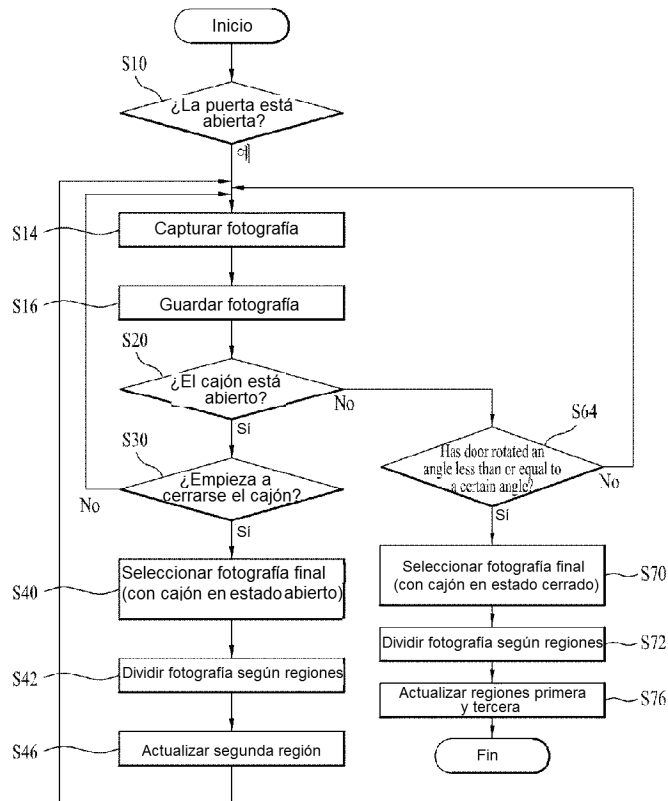 Inicio
S10
¿La puerta está
abierta?
S14
Capturar fotografía
S16
Guardar fotografía
S20
¿El cajón está
abierto?
No
Sí
S30
¿Empieza a
cerrarse el cajón?
No
Sí
S40
Seleccionar fotografía final
(con cajón en estado abierto)
S42
Dividir fotografía según regiones
S46
Actualizar segunda región
S64
Has door rotated an
angle less than or equal to
a certain angle?
No
Sí
Seleccionar fotografía final
(con cajón en estado cerrado)
S70
Dividir fotografía según regiones
S72
Actualizar regiones primera
y tercera
S76
Fin